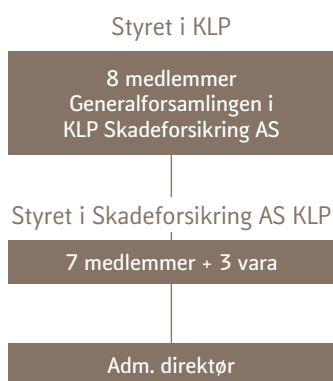 Styret i KLP
8 medlemmer
Generalforsamlingen i
KLP Skadeforsikring AS
Styret i Skadeforsikring AS KLP
7 medlemmer + 3 vara
Adm. direktør